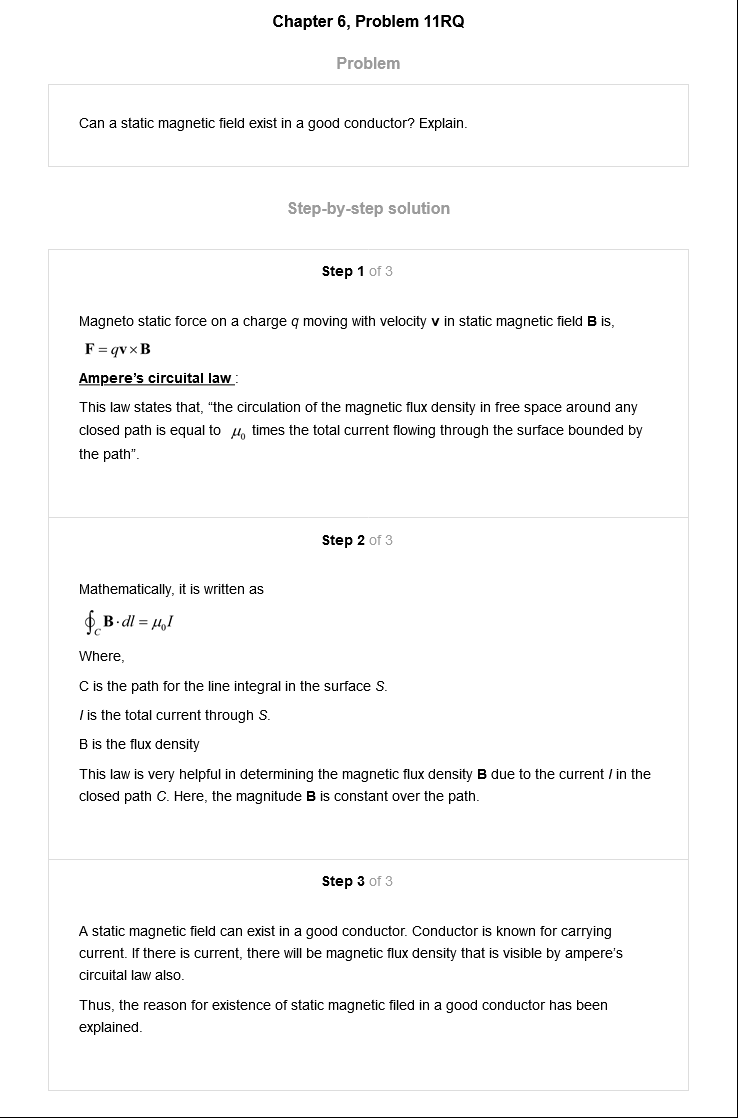 Chapter 6, Problem 11RQ
Problem
Can a static magnetic field exist in a good conductor? Explain.
Step-by-step solution
Step 1 of 3
Magneto static force on a charge q moving with velocity v in static magnetic field B is,
F = qv × B
Ampere's circuital law :
This law states that, “the circulation of the magnetic flux density in free space around any
closed path is equal to μ₀ times the total current flowing through the surface bounded by
the path”.
Step 2 of 3
Mathematically, it is written as
∮_C B · dl = μ₀I
Where,
C is the path for the line integral in the surface S.
I is the total current through S.
B is the flux density
This law is very helpful in determining the magnetic flux density B due to the current I in the
closed path C. Here, the magnitude B is constant over the path.
Step 3 of 3
A static magnetic field can exist in a good conductor. Conductor is known for carrying
current. If there is current, there will be magnetic flux density that is visible by ampere's
circuital law also.
Thus, the reason for existence of static magnetic filed in a good conductor has been
explained.